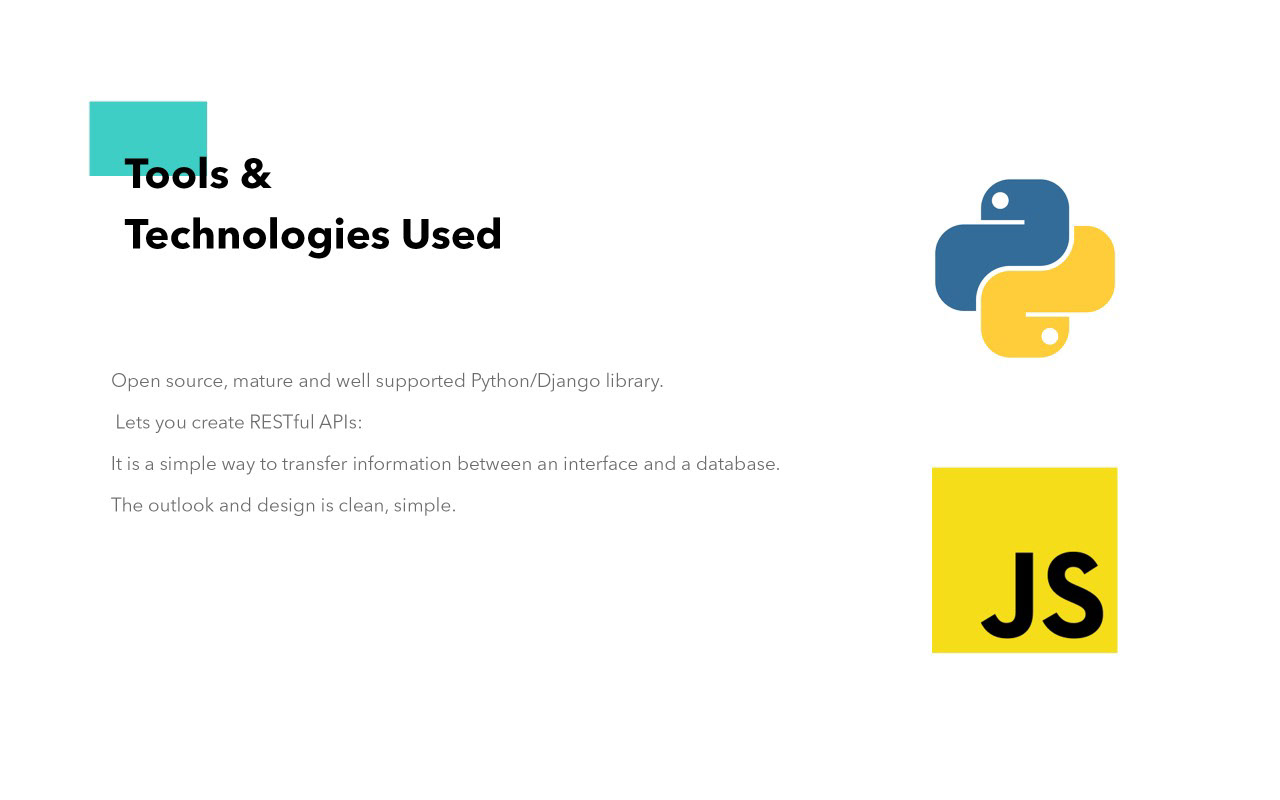 Tools &
Technologies Used
Open source, mature and well supported Python/Django library.
Lets you create RESTful APIs:
It is a simple way to transfer information between an interface and a database.
The outlook and design is clean, simple.
JS